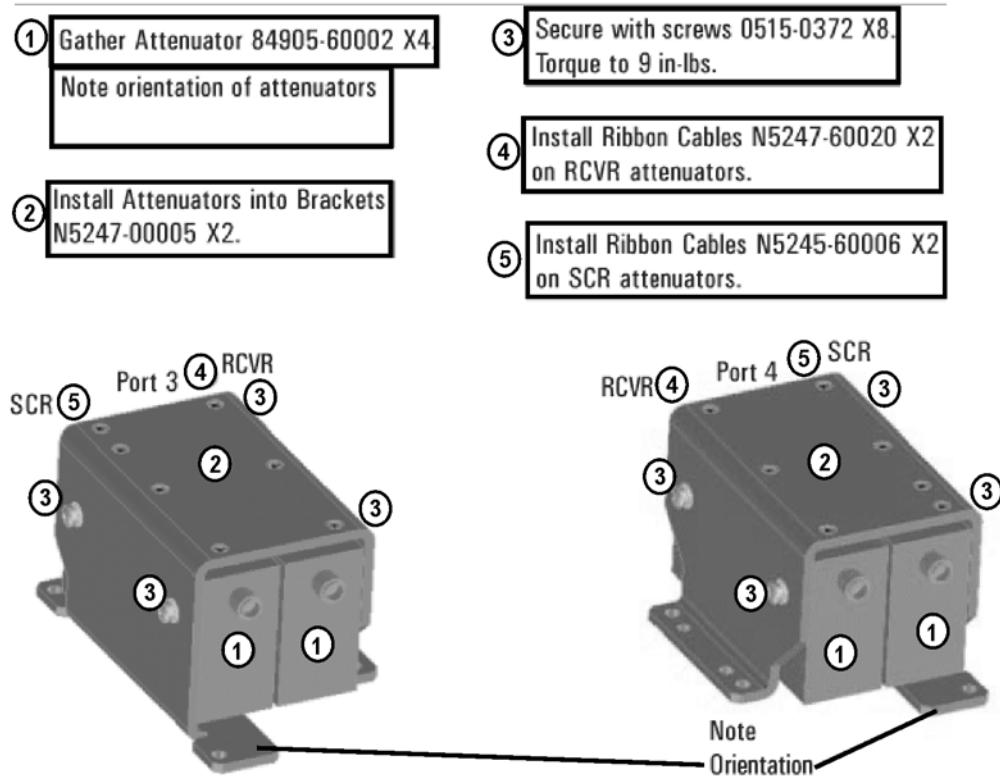 1 Gather Attenuator 84905-60002 X4.
Note orientation of attenuators
2 Install Attenuators into Brackets
N5247-00005 X2.
3 Secure with screws 0515-0372 X8.
Torque to 9 in-lbs.
4 Install Ribbon Cables N5247-60020 X2
on RCVR attenuators.
5 Install Ribbon Cables N5245-60006 X2
on SCR attenuators.
SCR 5 Port 3 4 RCVR
3
2
3
3
3
1 1
RCVR 4 Port 4 5 SCR
3
2
3
3
3
1 1
Note
Orientation